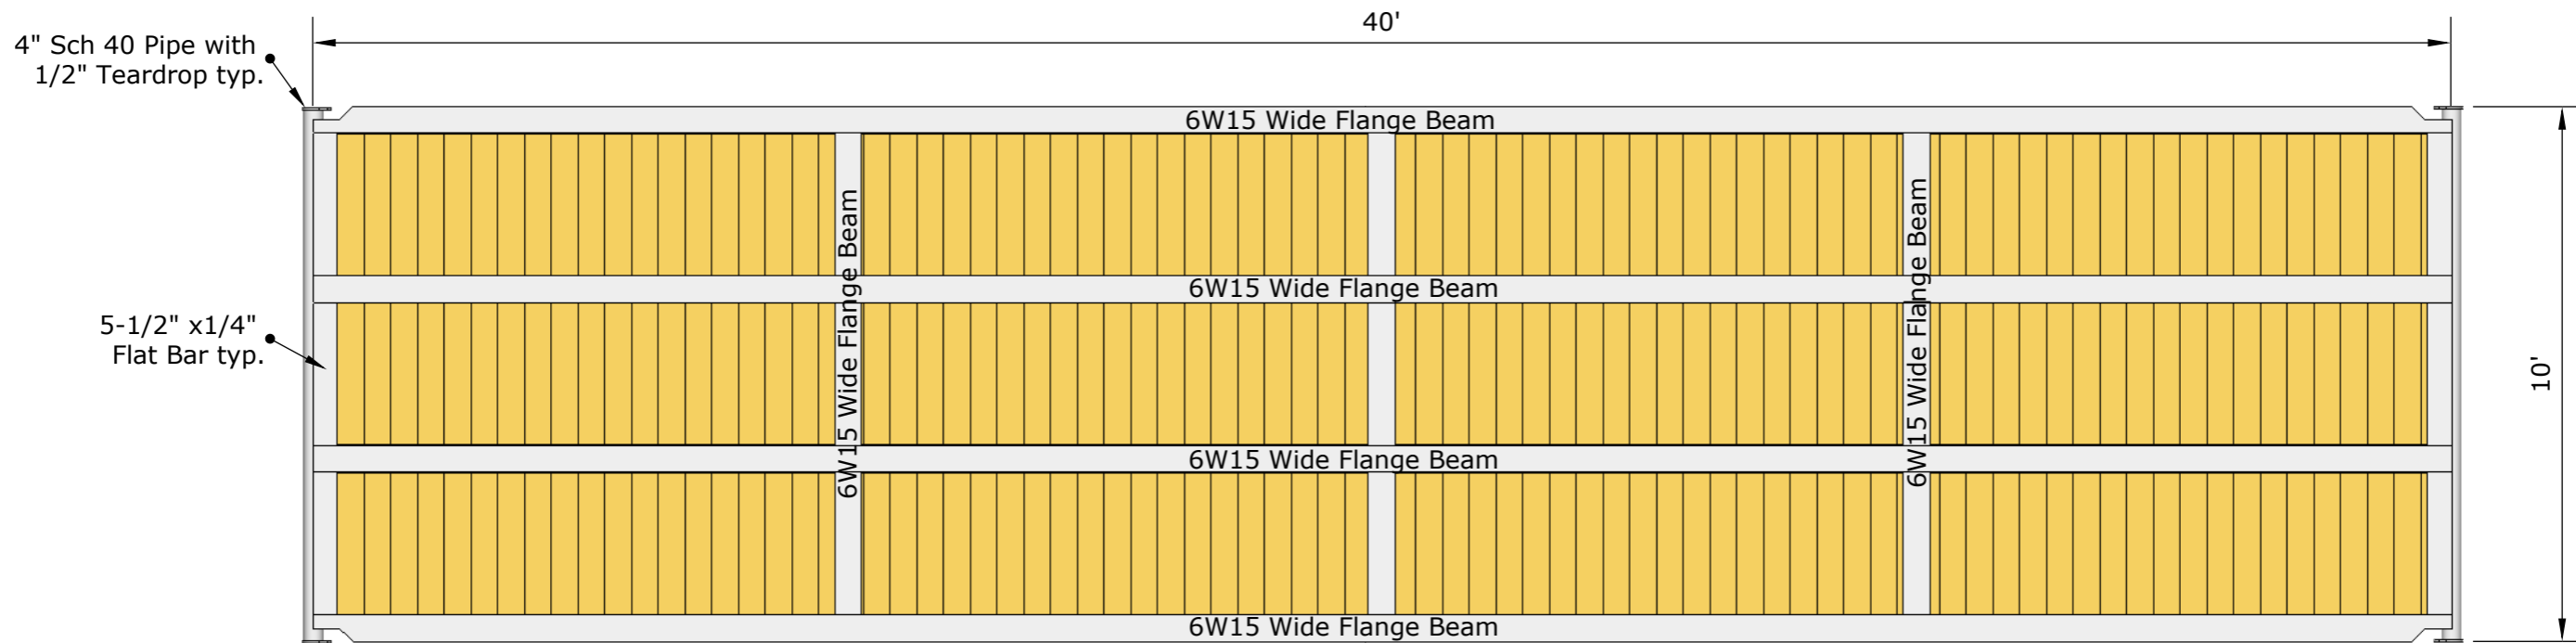 40'
4" Sch 40 Pipe with
1/2" Teardrop typ.
6W15 Wide Flange Beam
6W15 Wide Flange Beam
6W15 Wide Flange Beam
6W15 Wide Flange Beam
5-1/2" x1/4"
Flat Bar typ.
10'
6W15 Wide Flange Beam
6W15 Wide Flange Beam